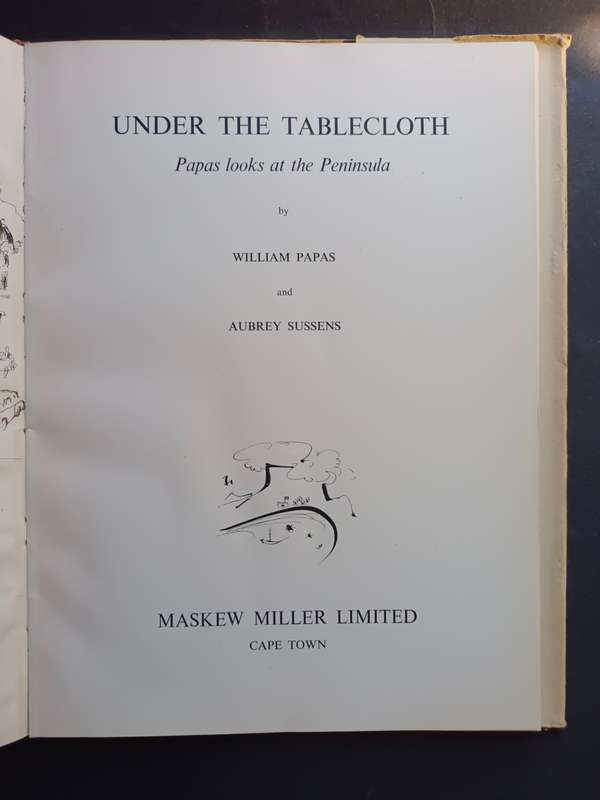 UNDER THE TABLECLOTH
Papas looks at the Peninsula
by
WILLIAM PAPAS
and
AUBREY SUSSENS
MASKEW MILLER LIMITED
CAPE TOWN